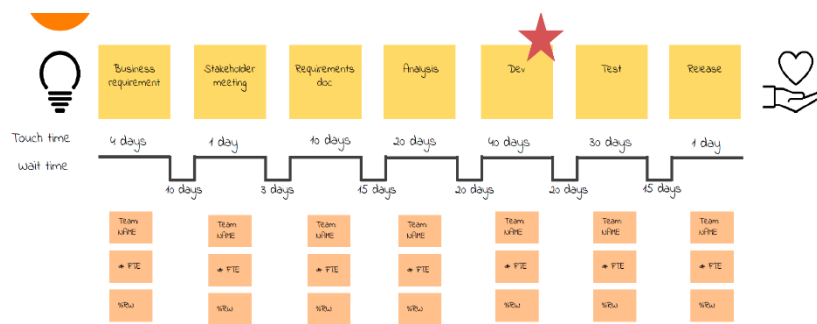 Business
requirement
Stakeholder
meeting
Requirements
doc
Analysis
Dev
Test
Release
Touch time
4 days
1 day
10 days
20 days
40 days
30 days
1 day
Wait time
10 days
3 days
15 days
20 days
20 days
15 days
Team
NAME
Team
NAME
Team
NAME
Team
NAME
Team
NAME
Team
NAME
Team
NAME
# FTE
# FTE
# FTE
# FTE
# FTE
# FTE
# FTE
%RW
%RW
%RW
%RW
%RW
%RW
%RW